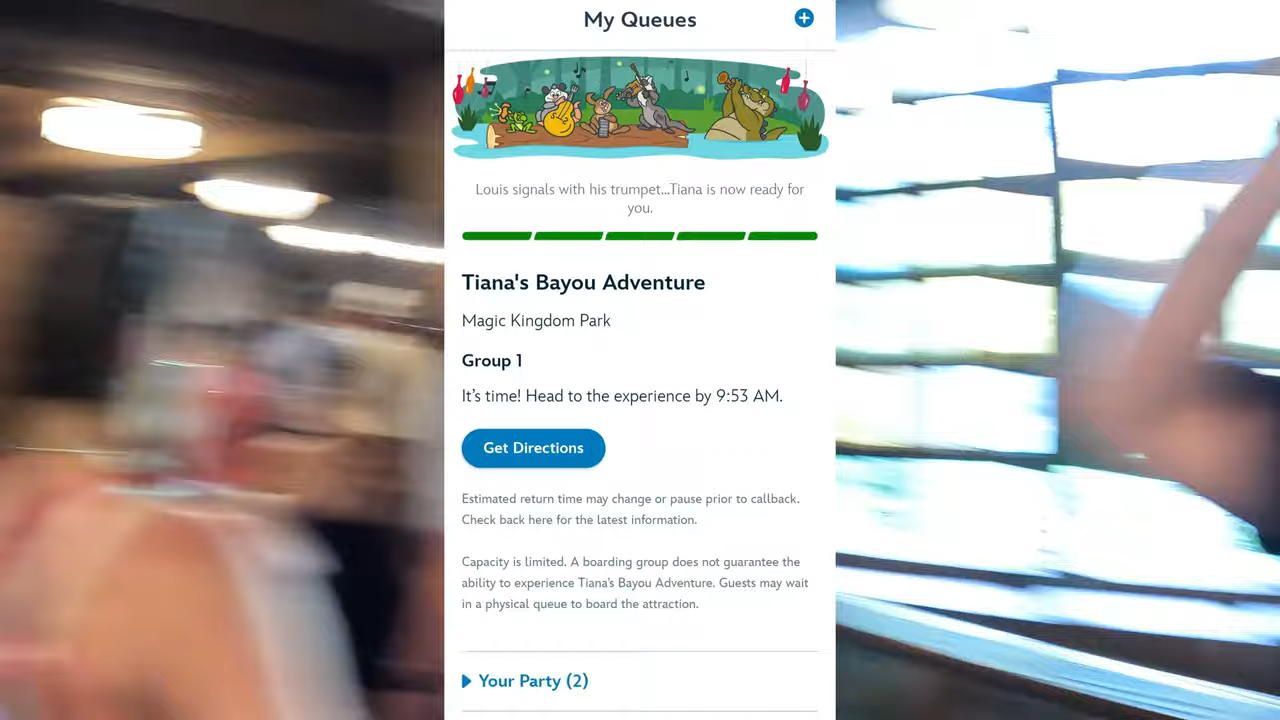 My Queues
Louis signals with his trumpet...Tiana is now ready for
you.
Tiana's Bayou Adventure
Magic Kingdom Park
Group 1
It's time! Head to the experience by 9:53 AM.
Get Directions
Estimated return time may change or pause prior to callback.
Check back here for the latest information.
Capacity is limited. A boarding group does not guarantee the
ability to experience Tiana's Bayou Adventure. Guests may wait
in a physical queue to board the attraction.
Your Party (2)